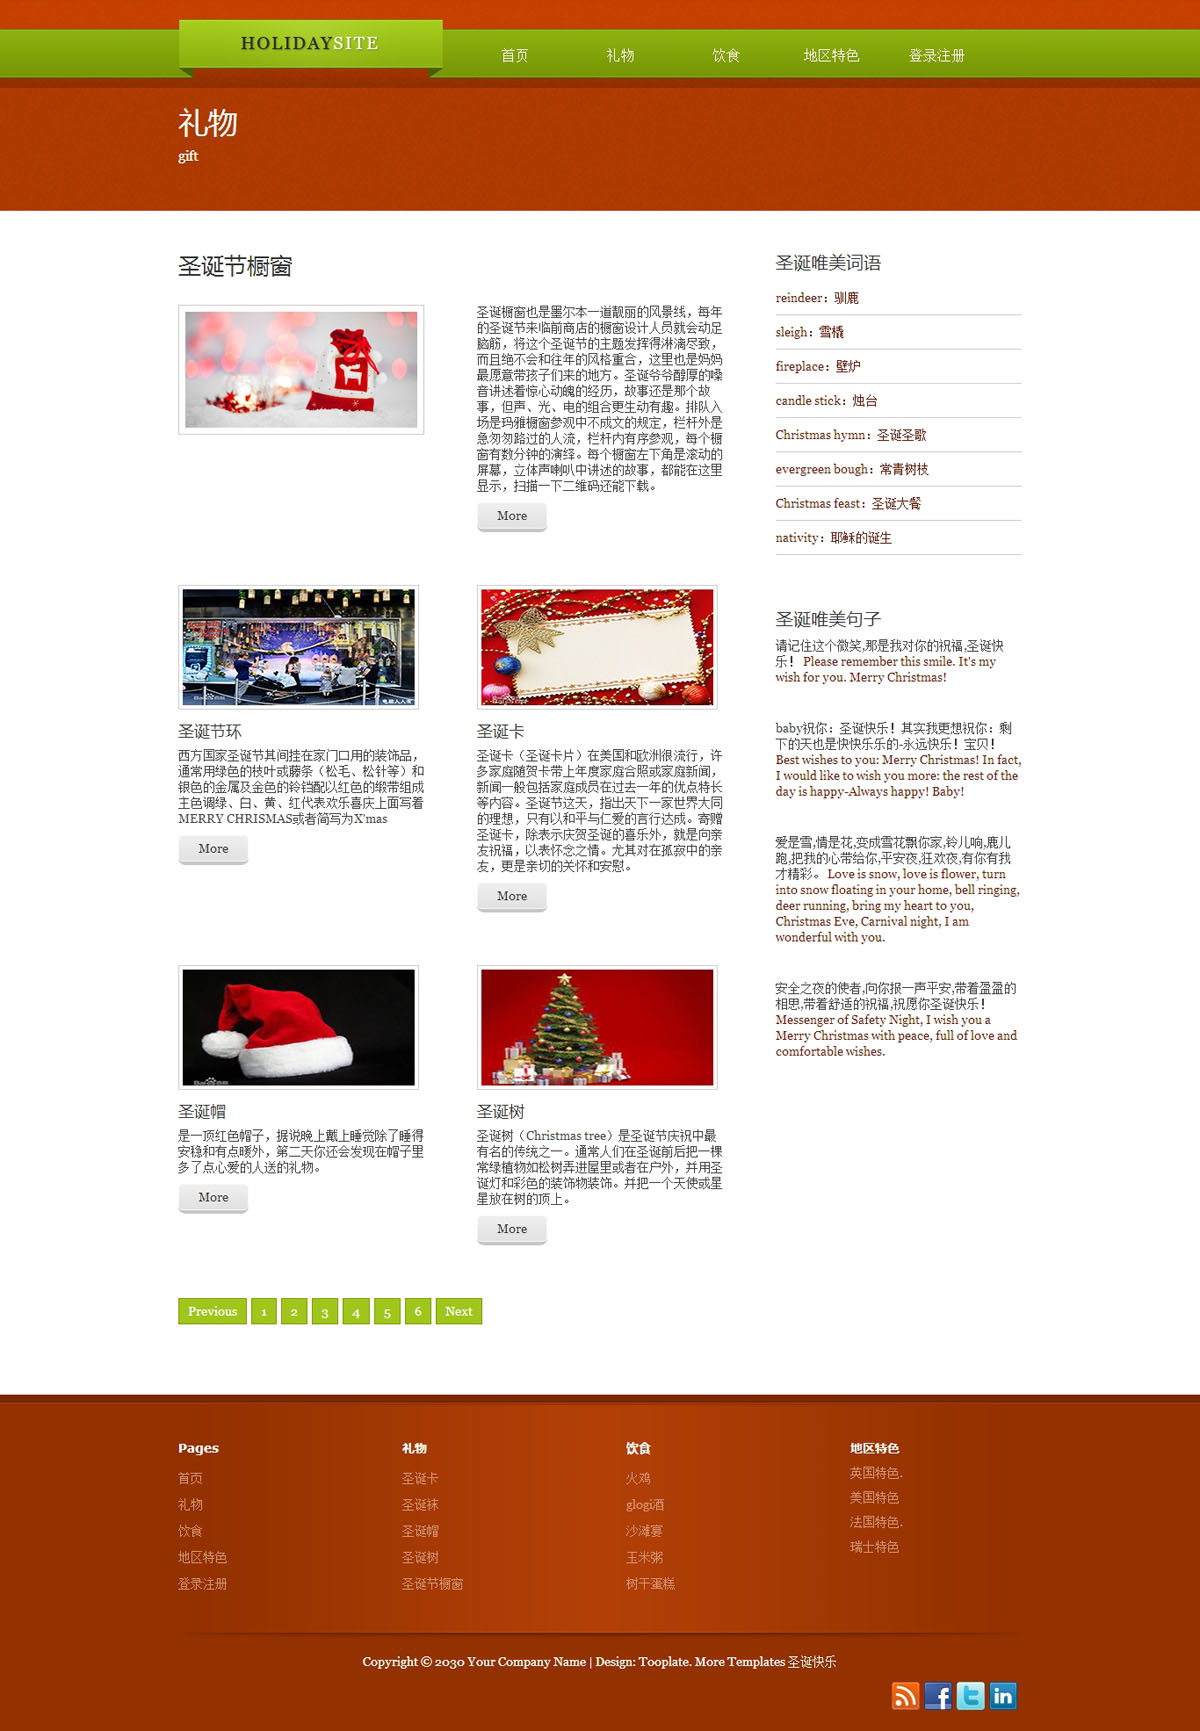 HOLIDAYSITE
首页
礼物
饮食
地区特色
登录注册
礼物
gift
圣诞节橱窗
圣诞橱窗也是墨尔本一道靓丽的风景线，每年
的圣诞节来临前商店的橱窗设计人员就会动足
脑筋，将这个圣诞节的主题发挥得淋漓尽致，
而且绝不会和往年的风格重合，这里也是妈妈
最愿意带孩子们来的地方。圣诞爷爷醇厚的嗓
音讲述着惊心动魄的经历，故事还是那个故
事，但声、光、电的组合更生动有趣。排队入
场是玛雅橱窗参观中不成文的规定，栏杆外是
急匆匆路过的人流，栏杆内有序参观，每个橱
窗有数分钟的演绎。每个橱窗左下角是滚动的
屏幕，立体声喇叭中讲述的故事，都能在这里
显示，扫描一下二维码还能下载。
More
圣诞节环
西方国家圣诞节其间挂在家门口用的装饰品，
通常用绿色的枝叶或藤条（松毛、松针等）和
银色的金属及金色的铃铛配以红色的缎带组成
主色调绿、白、黄、红代表欢乐喜庆上面写着
MERRY CHRISMAS或者简写为X'mas
More
圣诞卡
圣诞卡（圣诞卡片）在美国和欧洲很流行，许
多家庭随贺卡带上年度家庭合照或家庭新闻，
新闻一般包括家庭成员在过去一年的优点特长
等内容。圣诞节这天，指出天下一家世界大同
的理想，只有以和平与仁爱的言行达成。寄赠
圣诞卡，除表示庆贺圣诞的喜乐外，就是向亲
友祝福，以表怀念之情。尤其对在孤寂中的亲
友，更是亲切的关怀和安慰。
More
圣诞帽
是一顶红色帽子，据说晚上戴上睡觉除了睡得
安稳和有点暖外，第二天你还会发现在帽子里
多了点心爱的人送的礼物。
More
圣诞树
圣诞树（Christmas tree）是圣诞节庆祝中最
有名的传统之一。通常人们在圣诞前后把一棵
常绿植物如松树弄进屋里或者在户外，并用圣
诞灯和彩色的装饰物装饰。并把一个天使或星
星放在树的顶上。
More
Previous 1 2 3 4 5 6 Next
圣诞唯美词语
reindeer：驯鹿
sleigh：雪橇
fireplace：壁炉
candle stick：烛台
Christmas hymn：圣诞圣歌
evergreen bough：常青树枝
Christmas feast：圣诞大餐
nativity：耶稣的诞生
圣诞唯美句子
请记住这个微笑,那是我对你的祝福,圣诞快
乐！ Please remember this smile. It's my
wish for you. Merry Christmas!
baby祝你：圣诞快乐！其实我更想祝你：剩
下的天也是快快乐乐的-永远快乐！宝贝！
Best wishes to you: Merry Christmas! In fact,
I would like to wish you more: the rest of the
day is happy-Always happy! Baby!
爱是雪,情是花,变成雪花飘你家,铃儿响,鹿儿
跑,把我的心带给你,平安夜,狂欢夜,有你有我
才精彩。 Love is snow, love is flower, turn
into snow floating in your home, bell ringing,
deer running, bring my heart to you,
Christmas Eve, Carnival night, I am
wonderful with you.
安全之夜的使者,向你报一声平安,带着盈盈的
相思,带着舒适的祝福,祝愿你圣诞快乐！
Messenger of Safety Night, I wish you a
Merry Christmas with peace, full of love and
comfortable wishes.
Pages
首页
礼物
饮食
地区特色
登录注册
礼物
圣诞卡
圣诞袜
圣诞帽
圣诞树
圣诞节橱窗
饮食
火鸡
glogi酒
沙滩宴
玉米粥
树干蛋糕
地区特色
英国特色.
美国特色
法国特色.
瑞士特色
Copyright © 2030 Your Company Name | Design: Tooplate. More Templates 圣诞快乐